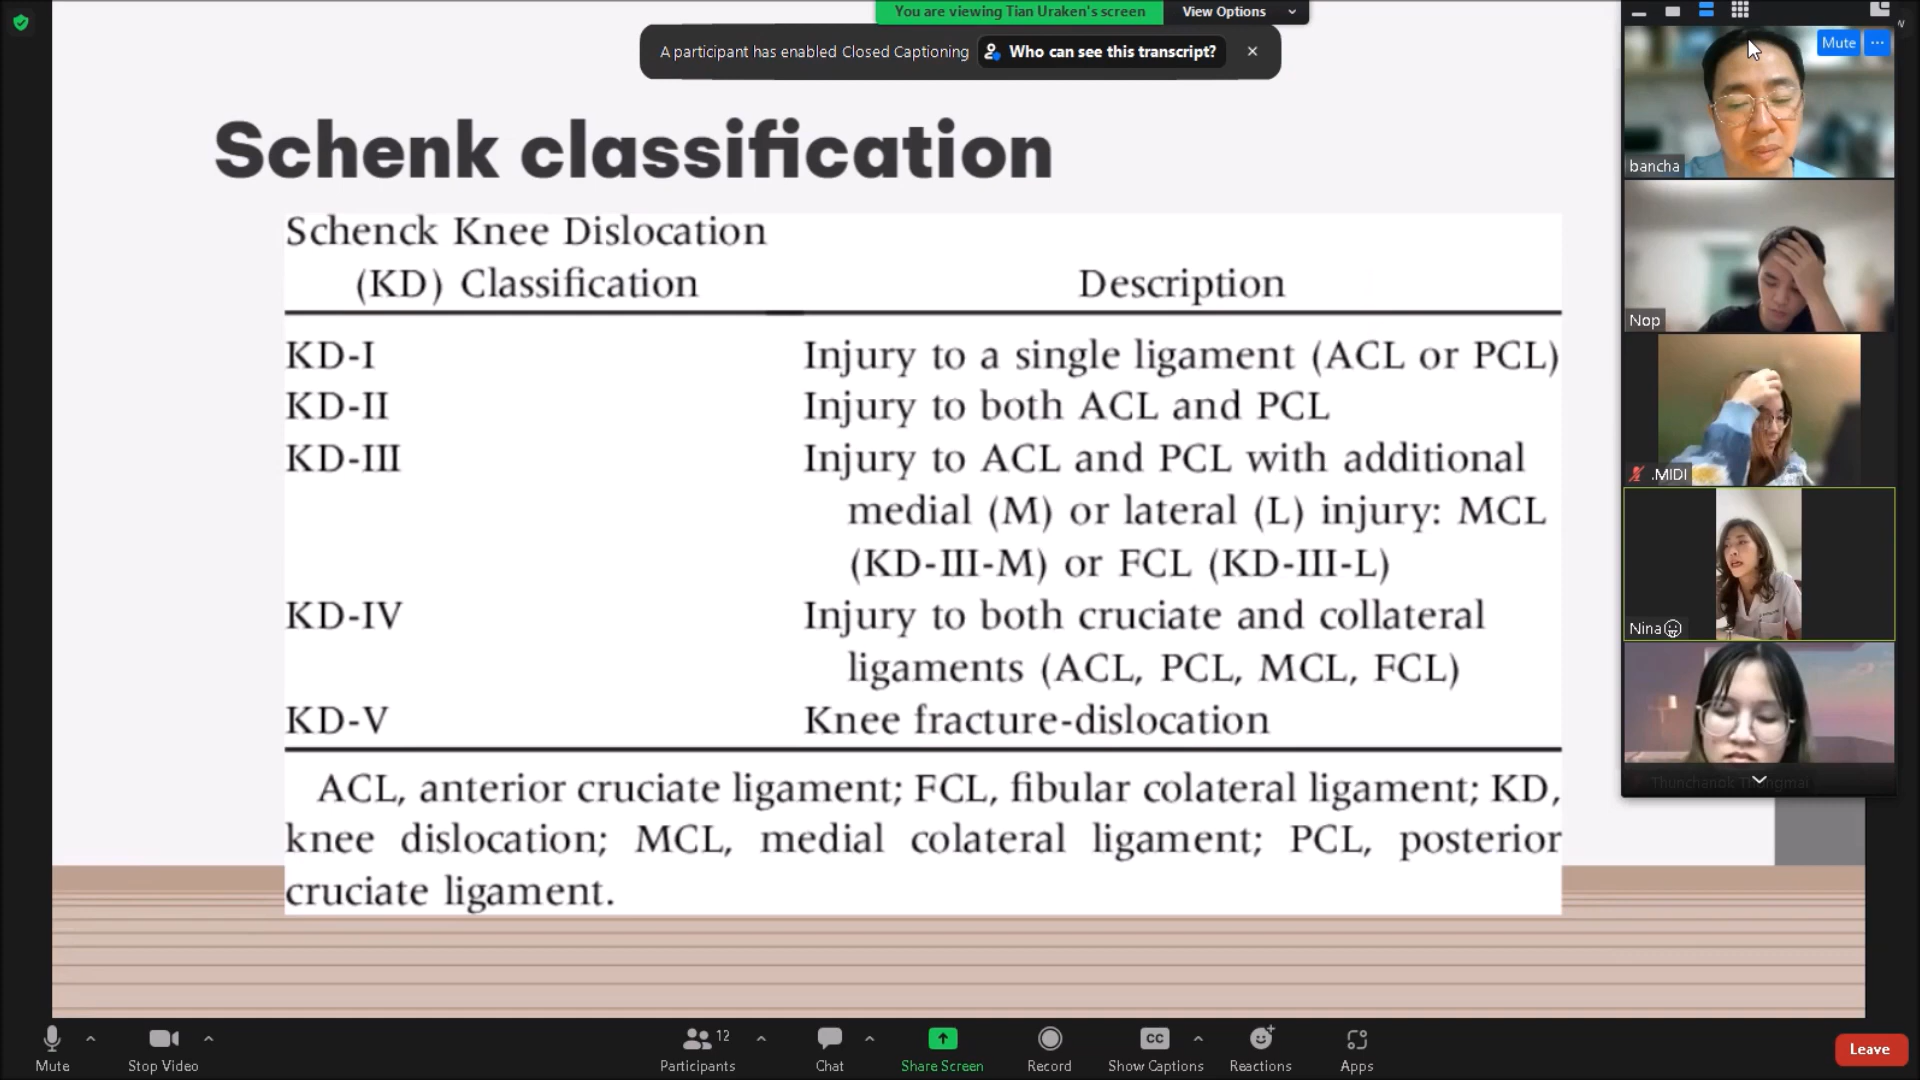 You are viewing Tian Uraken's screen
View Options
A participant has enabled Closed Captioning
Who can see this transcript?
Schenk classification
Schenck Knee Dislocation
(KD) Classification
Description
KD-I
Injury to a single ligament (ACL or PCL)
KD-II
Injury to both ACL and PCL
KD-III
Injury to ACL and PCL with additional
medial (M) or lateral (L) injury: MCL
(KD-III-M) or FCL (KD-III-L)
KD-IV
Injury to both cruciate and collateral
ligaments (ACL, PCL, MCL, FCL)
KD-V
Knee fracture-dislocation
ACL, anterior cruciate ligament; FCL, fibular colateral ligament; KD,
knee dislocation; MCL, medial colateral ligament; PCL, posterior
cruciate ligament.
Mute
bancha
Nop
.MIDI
Nina
Thunchanok Thongmai
Mute
Stop Video
12
Participants
Chat
Share Screen
Record
CC
Show Captions
Reactions
Apps
Leave